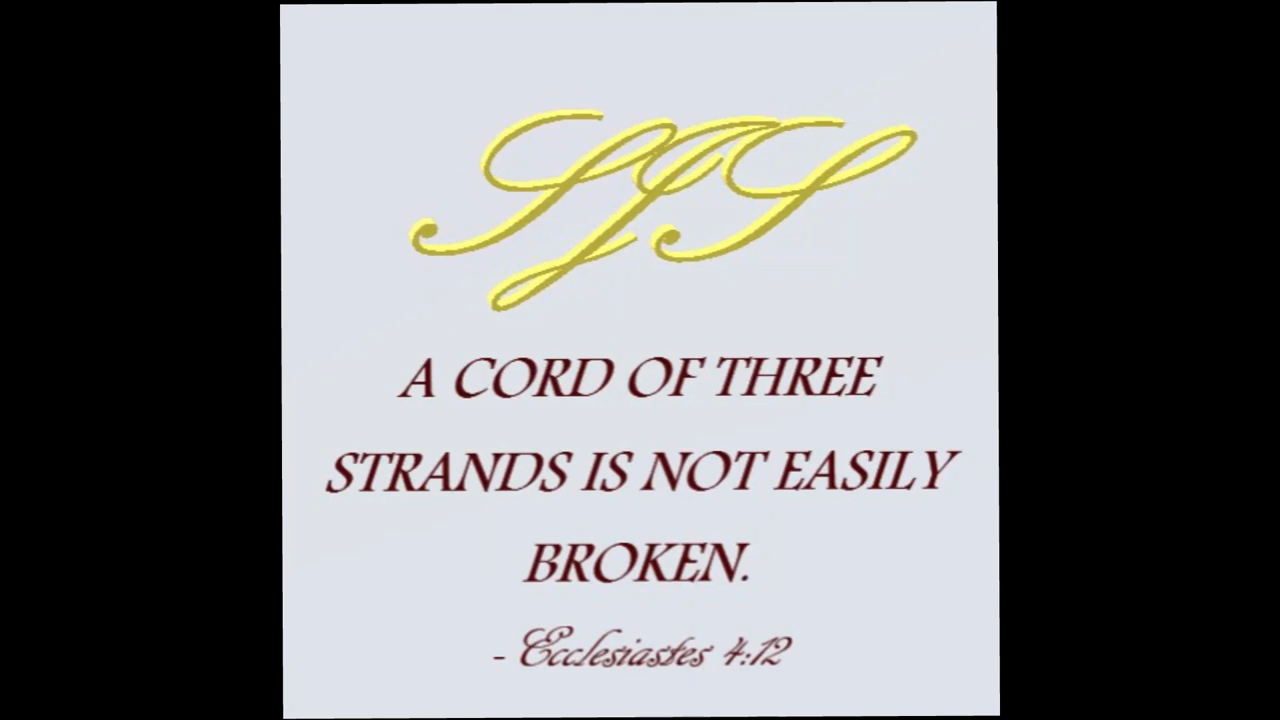 SJS
A CORD OF THREE
STRANDS IS NOT EASILY
BROKEN.
- Ecclesiastes 4:12